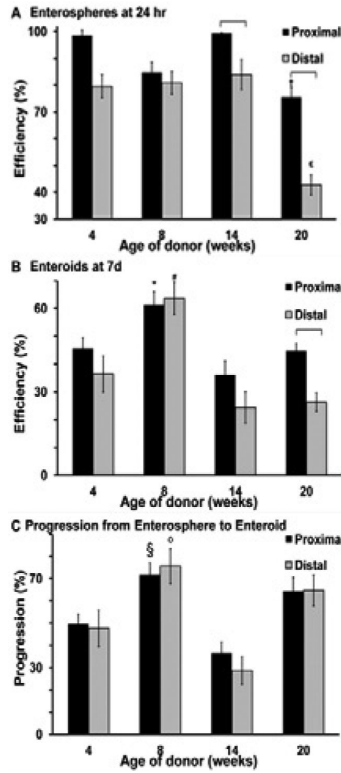 A Enterospheres at 24 hr
100
Proximal
Distal
70
40
30
Efficiency (%)
*
€
4 8 14 20
Age of donor (weeks)
B Enteroids at 7d
Proxima
Distal
60
30
0
Efficiency (%)
* #
4 8 14 20
Age of donor (weeks)
C Progression from Enterosphere to Enteroid
Proxima
Distal
70
30
0
Progression (%)
§ °
4 8 14 20
Age of donor (weeks)